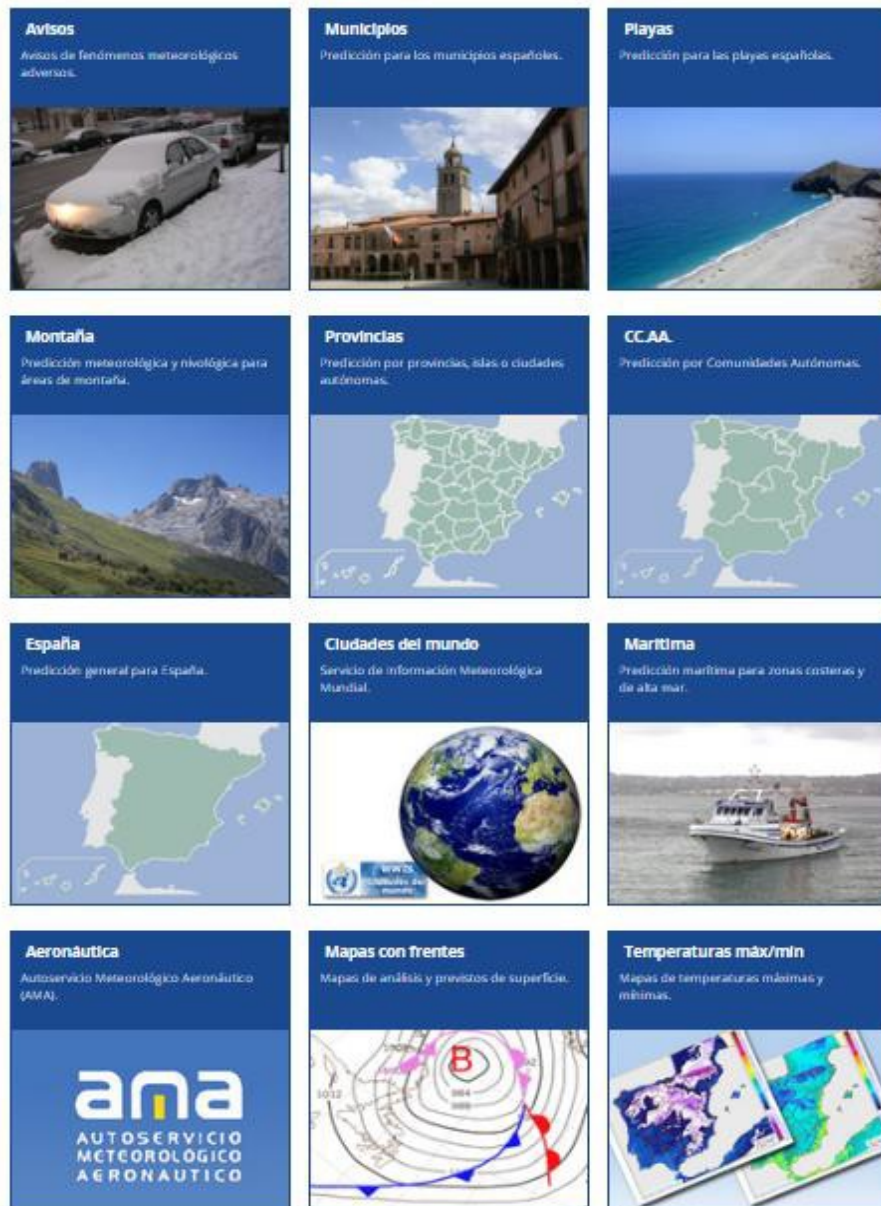 Avisos
Avisos de fenómenos meteorológicos
adversos.
Municipios
Predicción para los municipios españoles.
Playas
Predicción para las playas españolas.
Montaña
Predicción meteorológica y nivológica para
áreas de montaña.
Provincias
Predicción por provincias, islas o ciudades
autónomas.
CC.AA.
Predicción por Comunidades Autónomas.
España
Predicción general para España.
Ciudades del mundo
Servicio de Información Meteorológica
Mundial.
Marítima
Predicción marítima para zonas costeras y
de alta mar.
Aeronáutica
Autoservicio Meteorológico Aeronáutico
(AMA).
ama
AUTOSERVICIO
METEOROLÓGICO
AERONAUTICO
Mapas con frentes
Mapas de análisis y previstos de superficie.
B
1012
984
Temperaturas máx/mín
Mapas de temperaturas máximas y
mínimas.